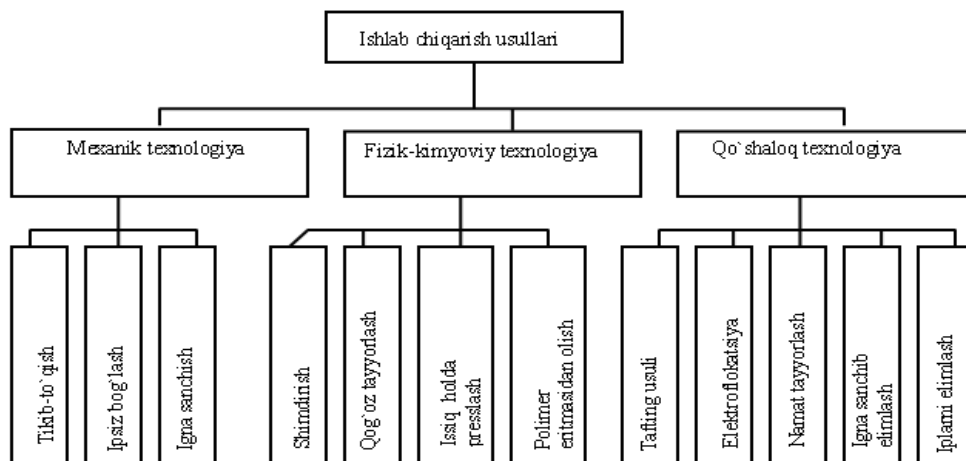 Ishlab chiqarish usullari
Mexanik texnologiya
Fizik-kimyoviy texnologiya
Qo`shaloq texnologiya
Tikib-to`qish
Ipsiz bog`lash
Igna sanchish
Shimdirish
Qog`oz tayyorlash
Issiq holda
presslash
Polimer
eritmasidan olish
Tafting usuli
Elektroflokatsiya
Namat tayyorlash
Igna sanchib
elimlash
Iplarni elimlash